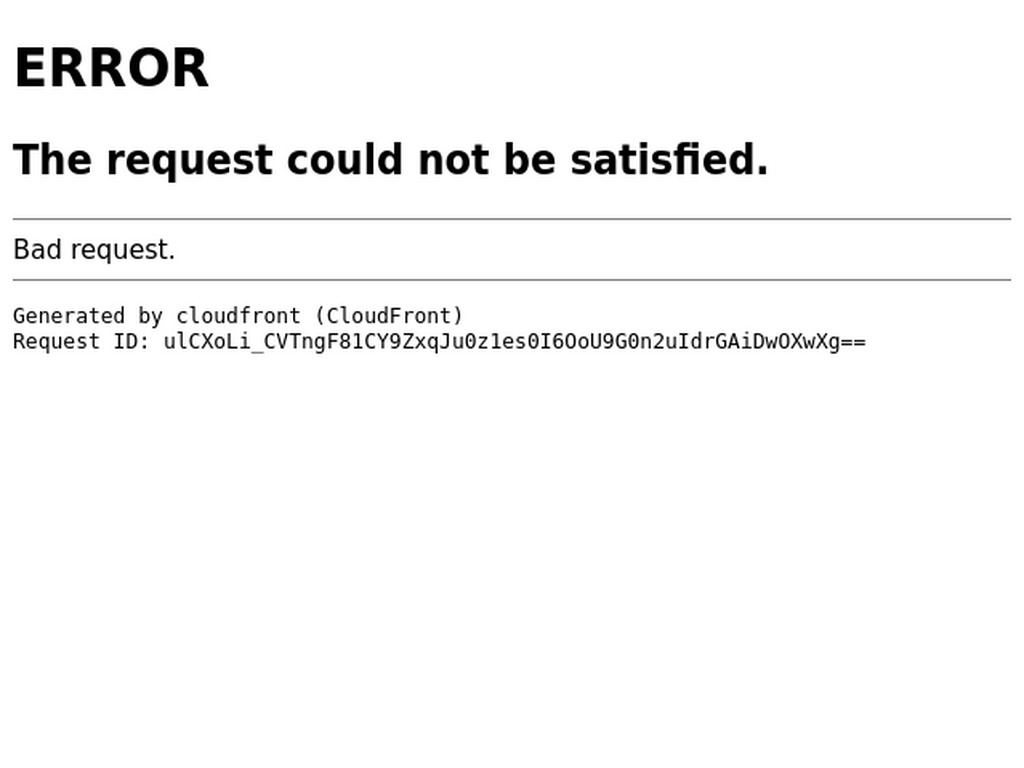 ERROR
The request could not be satisfied.
Bad request.
Generated by cloudfront (CloudFront)
Request ID: ulCXoLi_CVTngF81CY9ZxqJu0z1es0I6OoU9G0n2uIdrGAiDwOXwXg==